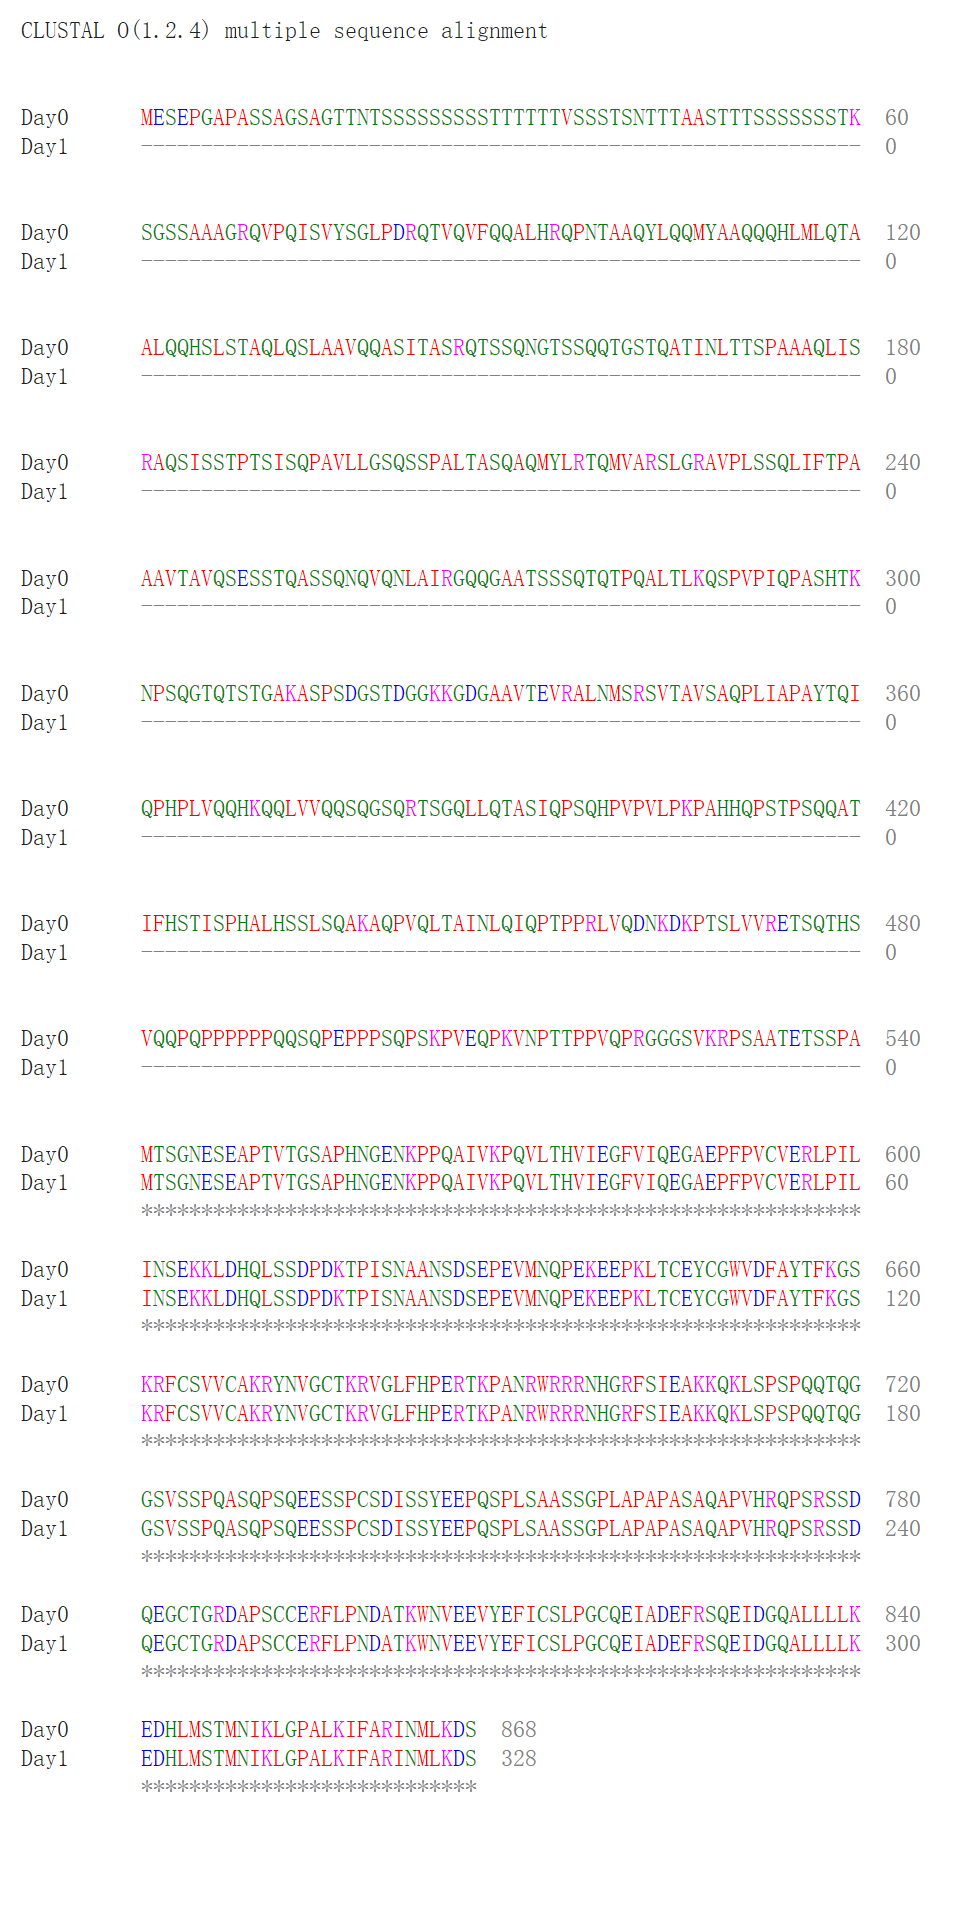 CLUSTAL O(1.2.4) multiple sequence alignment
Day0 MESEPGAPASSAGSAGTTNTSSSSSSSSSTTTTTTVSSSTSNTTTAASTTTSSSSSSSTK 60
Day1 ------------------------------------------------------------ 0
Day0 SGSSAAAGRQVPQISVYSGLPDRQTVQVFQQALHRQPNTAAQYLQQMYAAQQQHLMLQTA 120
Day1 ------------------------------------------------------------ 0
Day0 ALQQHSLSTAQLQSLAAVQQASITASRQTSSQNGTSSQQTGSTQATINLTTSPAAAQLIS 180
Day1 ------------------------------------------------------------ 0
Day0 RAQSISSTPTSISQPAVLLGSQSSPALTASQAQMYLRTQMVARSLGRAVPLSSQLIFTPA 240
Day1 ------------------------------------------------------------ 0
Day0 AAVTAVQSESSTQASSQNQVQNLAIRGQQGAATSSSQTQTPQALTLKQSPVPIQPASHTK 300
Day1 ------------------------------------------------------------ 0
Day0 NPSQGTQTSTGAKASPSDGSTDGGKKGDGAAVTEVRALNMSRSVTAVSAQPLIAPAYTQI 360
Day1 ------------------------------------------------------------ 0
Day0 QPHPLVQQHKQQLVVQQSQGSQRTSGQLLQTASIQPSQHPVPVLPKPAHHQPSTPSQQAT 420
Day1 ------------------------------------------------------------ 0
Day0 IFHSTISPHALHSSLSQAKAQPVQLTAINLQIQPTPPRLVQDNKDKPTSLVVRETSQTHS 480
Day1 ------------------------------------------------------------ 0
Day0 VQQPQPPPPPPQQSQPEPPPSQPSKPVEQPKVNPTTPPVQPRGGGSVKRPSAATETSSPA 540
Day1 ------------------------------------------------------------ 0
Day0 MTSGNESEAPTVTGSAPHNGENKPPQAIVKPQVLTHVIEGFVIQEGAEPFPVCVERLPIL 600
Day1 MTSGNESEAPTVTGSAPHNGENKPPQAIVKPQVLTHVIEGFVIQEGAEPFPVCVERLPIL 60
************************************************************
Day0 INSEKKLDHQLSSDPDKTPISNAANSDSEPEVMNQPEKEEPKLTCEYCGWVDFAYTFKGS 660
Day1 INSEKKLDHQLSSDPDKTPISNAANSDSEPEVMNQPEKEEPKLTCEYCGWVDFAYTFKGS 120
************************************************************
Day0 KRFCSVVCAKRYNVGCTKRVGLFHPERTKPANRWRRRNHGRFSIEAKKQKLSPSPQQTQG 720
Day1 KRFCSVVCAKRYNVGCTKRVGLFHPERTKPANRWRRRNHGRFSIEAKKQKLSPSPQQTQG 180
************************************************************
Day0 GSVSSPQASQPSQEESSPCSDISSYEEPQSPLSAASSGPLAPAPASAQAPVHRQPSRSSD 780
Day1 GSVSSPQASQPSQEESSPCSDISSYEEPQSPLSAASSGPLAPAPASAQAPVHRQPSRSSD 240
************************************************************
Day0 QEGCTGRDAPSCCERFLPNDATKWNVEEVYEFICSLPGCQEIADEFRSQEIDGQALLLLK 840
Day1 QEGCTGRDAPSCCERFLPNDATKWNVEEVYEFICSLPGCQEIADEFRSQEIDGQALLLLK 300
************************************************************
Day0 EDHLMSTMNIKLGPALKIFARINMLKDS 868
Day1 EDHLMSTMNIKLGPALKIFARINMLKDS 328
****************************